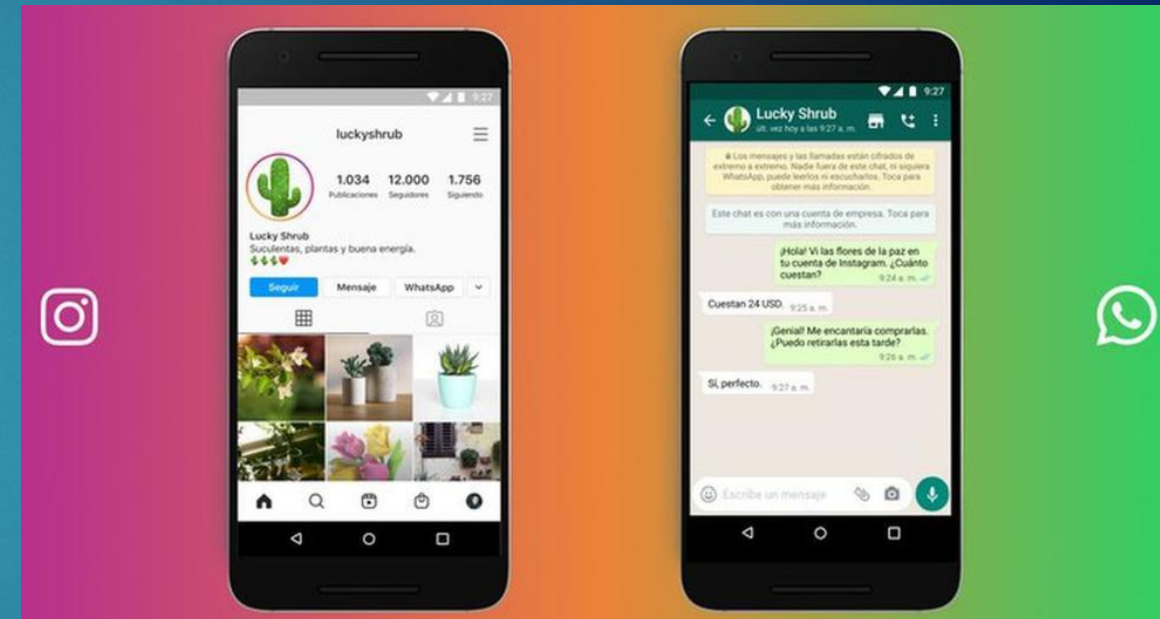 9:27
luckyshrub
1.034 12.000 1.756
Publicaciones Seguidores Siguiendo
Lucky Shrub
Suculentas, plantas y buena energía.
Seguir Mensaje WhatsApp
9:27
Lucky Shrub
últ. vez hoy a las 9:27 a. m.
Los mensajes y las llamadas están cifrados de
extremo a extremo. Nadie fuera de este chat, ni siquiera
WhatsApp, puede leerlos ni escucharlos. Toca para
obtener más información.
Este chat es con una cuenta de empresa. Toca para
más información.
¡Hola! Vi las flores de la paz en
tu cuenta de Instagram. ¿Cuánto
cuestan?
9:24 a. m.
Cuestan 24 USD. 9:25 a. m.
¡Genial! Me encantaría comprarlas.
¿Puedo retirarlas esta tarde?
9:26 a. m.
Sí, perfecto. 9:27 a. m.
Escribe un mensaje